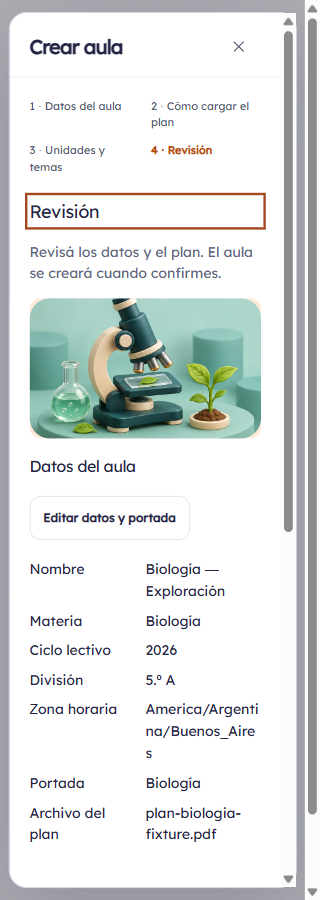 Crear aula
1 · Datos del aula
2 · Cómo cargar el
plan
3 · Unidades y
temas
4 · Revisión
Revisión
Revisá los datos y el plan. El aula
se creará cuando confirmes.
Datos del aula
Editar datos y portada
Nombre
Biología —
Exploración
Materia
Biología
Ciclo lectivo
2026
División
5.º A
Zona horaria
America/Argenti
na/Buenos_Aire
s
Portada
Biología
Archivo del
plan
plan-biologia-
fixture.pdf